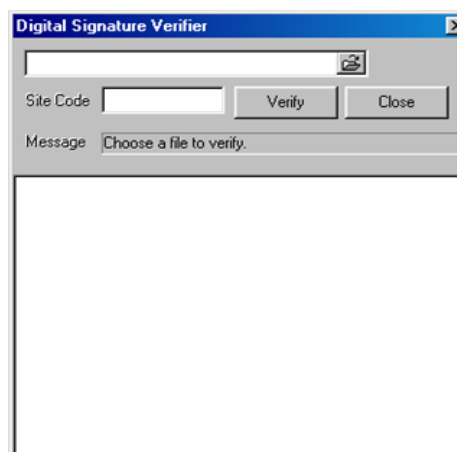 Digital Signature Verifier
Site Code Verify Close
Message Choose a file to verify.